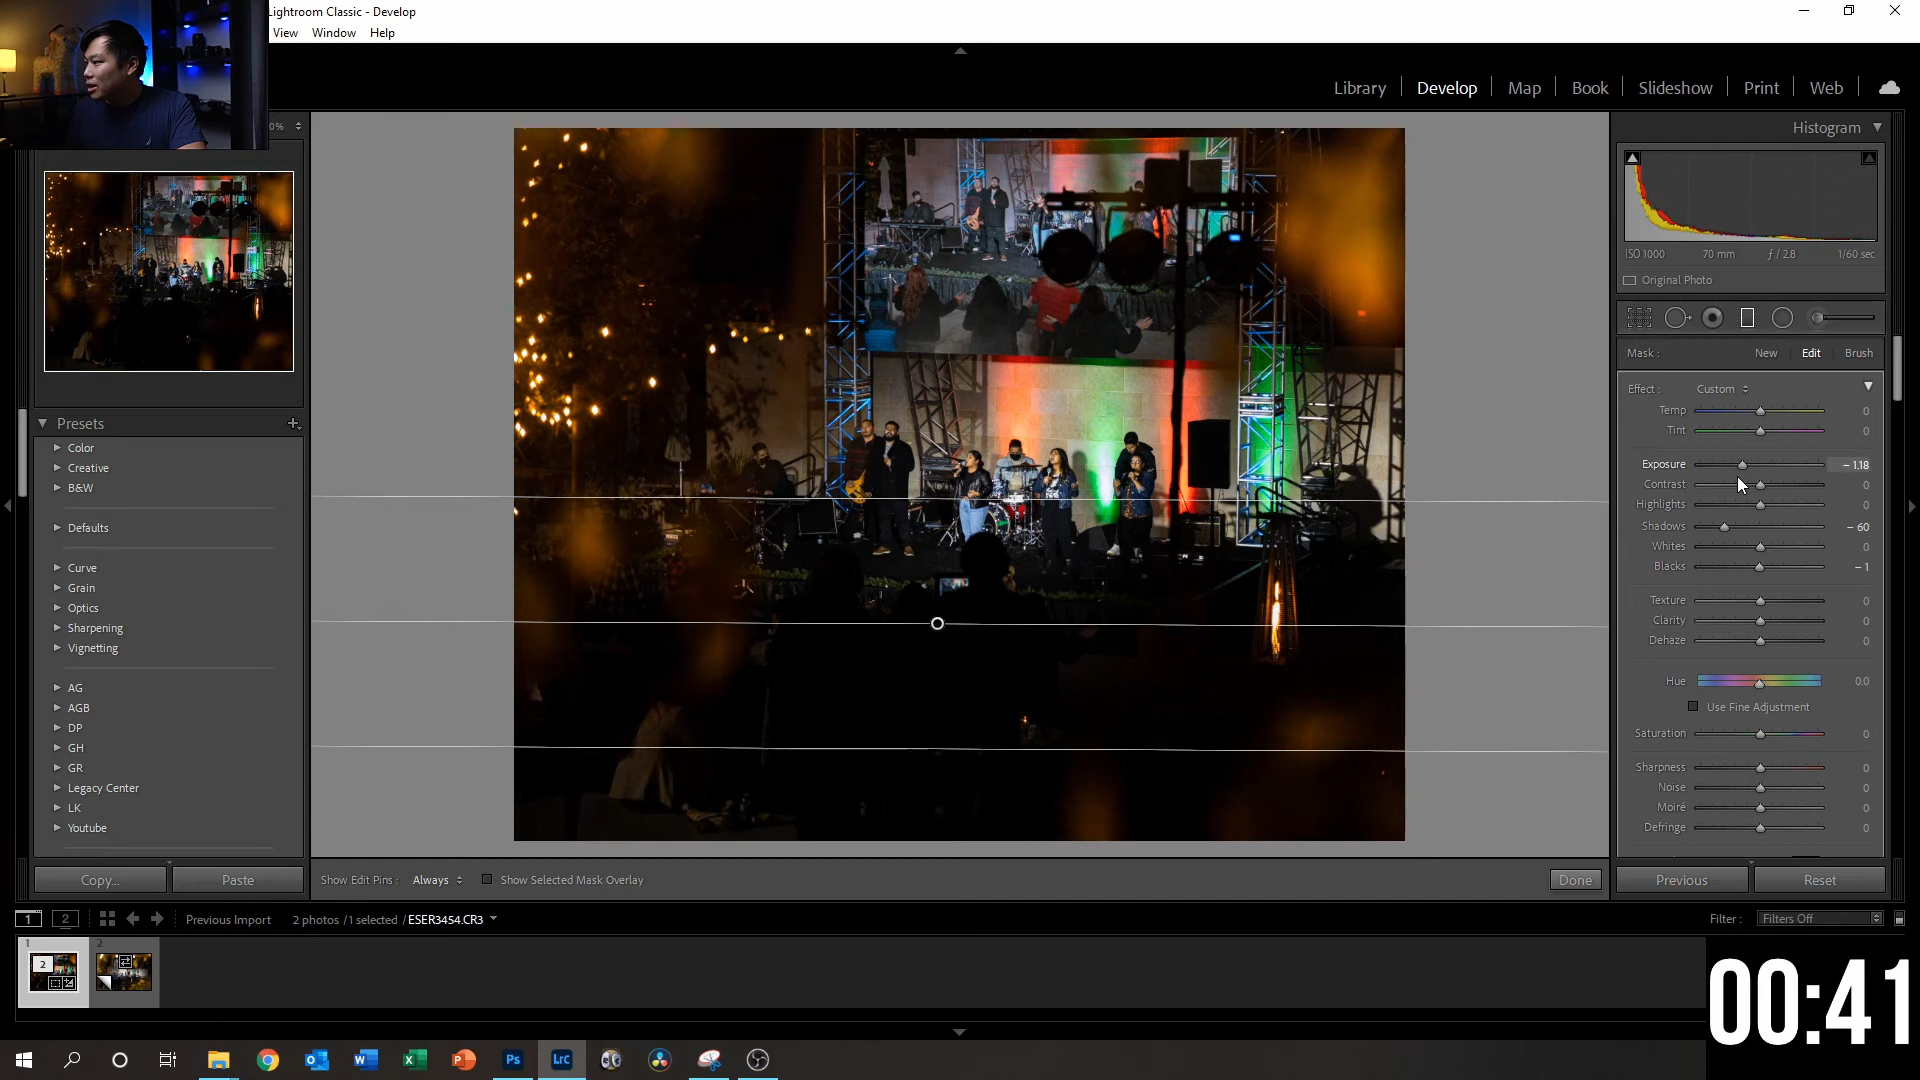 Lightroom Classic - Develop
View Window Help
Library Develop Map Book Slideshow Print Web
Histogram
ISO 1000 70 mm ƒ / 2.8 1/60 sec
Original Photo
Mask : New Edit Brush
Effect : Custom
Temp 0
Tint 0
Exposure – 1.18
Contrast 0
Highlights 0
Shadows – 60
Whites 0
Blacks – 1
Texture 0
Clarity 0
Dehaze 0
Hue 0.0
Use Fine Adjustment
Saturation 0
Sharpness 0
Noise 0
Moiré 0
Defringe 0
Previous Reset
0%
Presets
Color
Creative
B&W
Defaults
Curve
Grain
Optics
Sharpening
Vignetting
AG
AGB
DP
GH
GR
Legacy Center
LK
Youtube
Copy... Paste
Show Edit Pins : Always Show Selected Mask Overlay Done
1 2 Previous Import 2 photos / 1 selected / ESER3454.CR3 Filter : Filters Off
1 2
2
00:41
Ps LrC